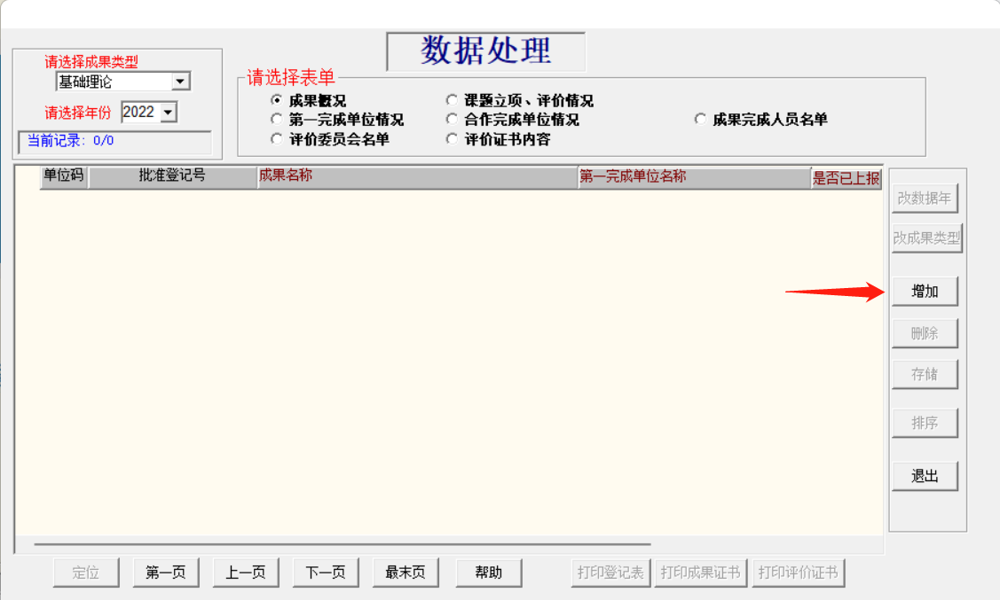 数据处理
请选择成果类型
基础理论
请选择年份 2022
当前记录：0/0
请选择表单
成果概况 课题立项、评价情况
第一完成单位情况 合作完成单位情况 成果完成人员名单
评价委员会名单 评价证书内容
单位码 批准登记号 成果名称 第一完成单位名称 是否已上报
改数据年
改成果类型
增加
删除
存储
排序
退出
定位 第一页 上一页 下一页 最末页 帮助 打印登记表 打印成果证书 打印评价证书